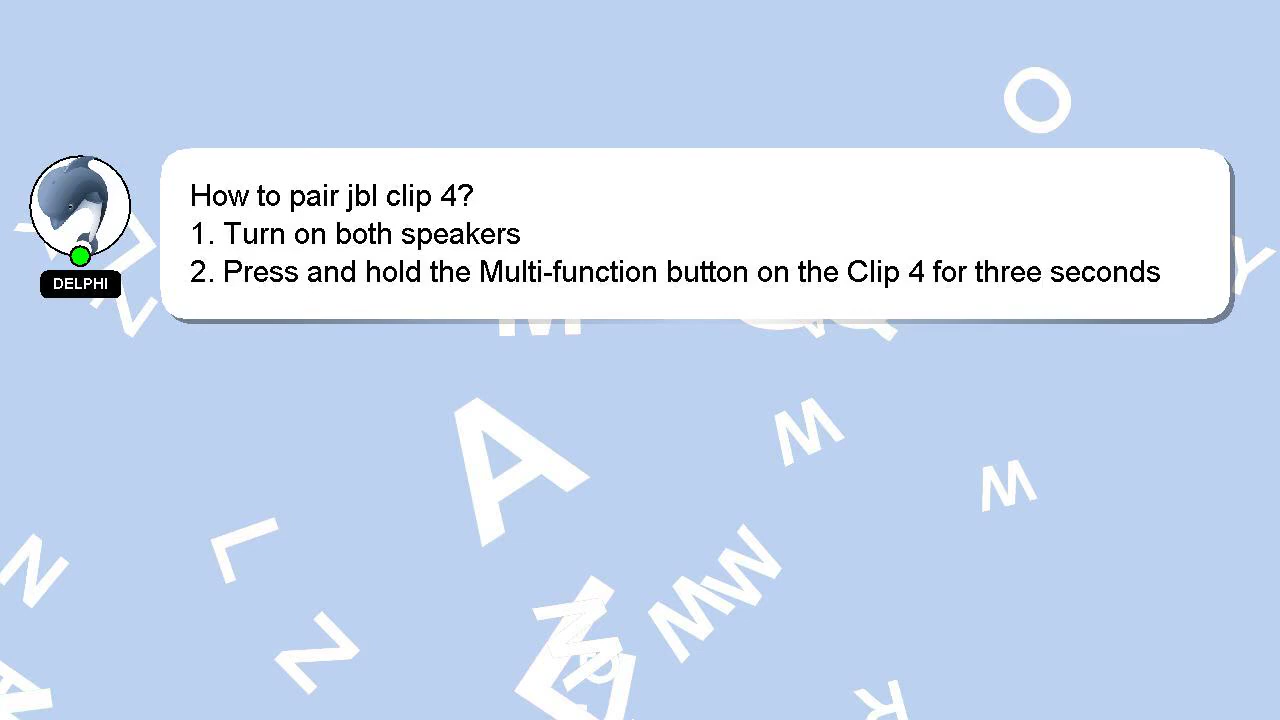 O
How to pair jbl clip 4?
1. Turn on both speakers
2. Press and hold the Multi-function button on the Clip 4 for three seconds
DELPHI
Z
Y
Z
M
A
W
W
L
N
W
W
Z
R